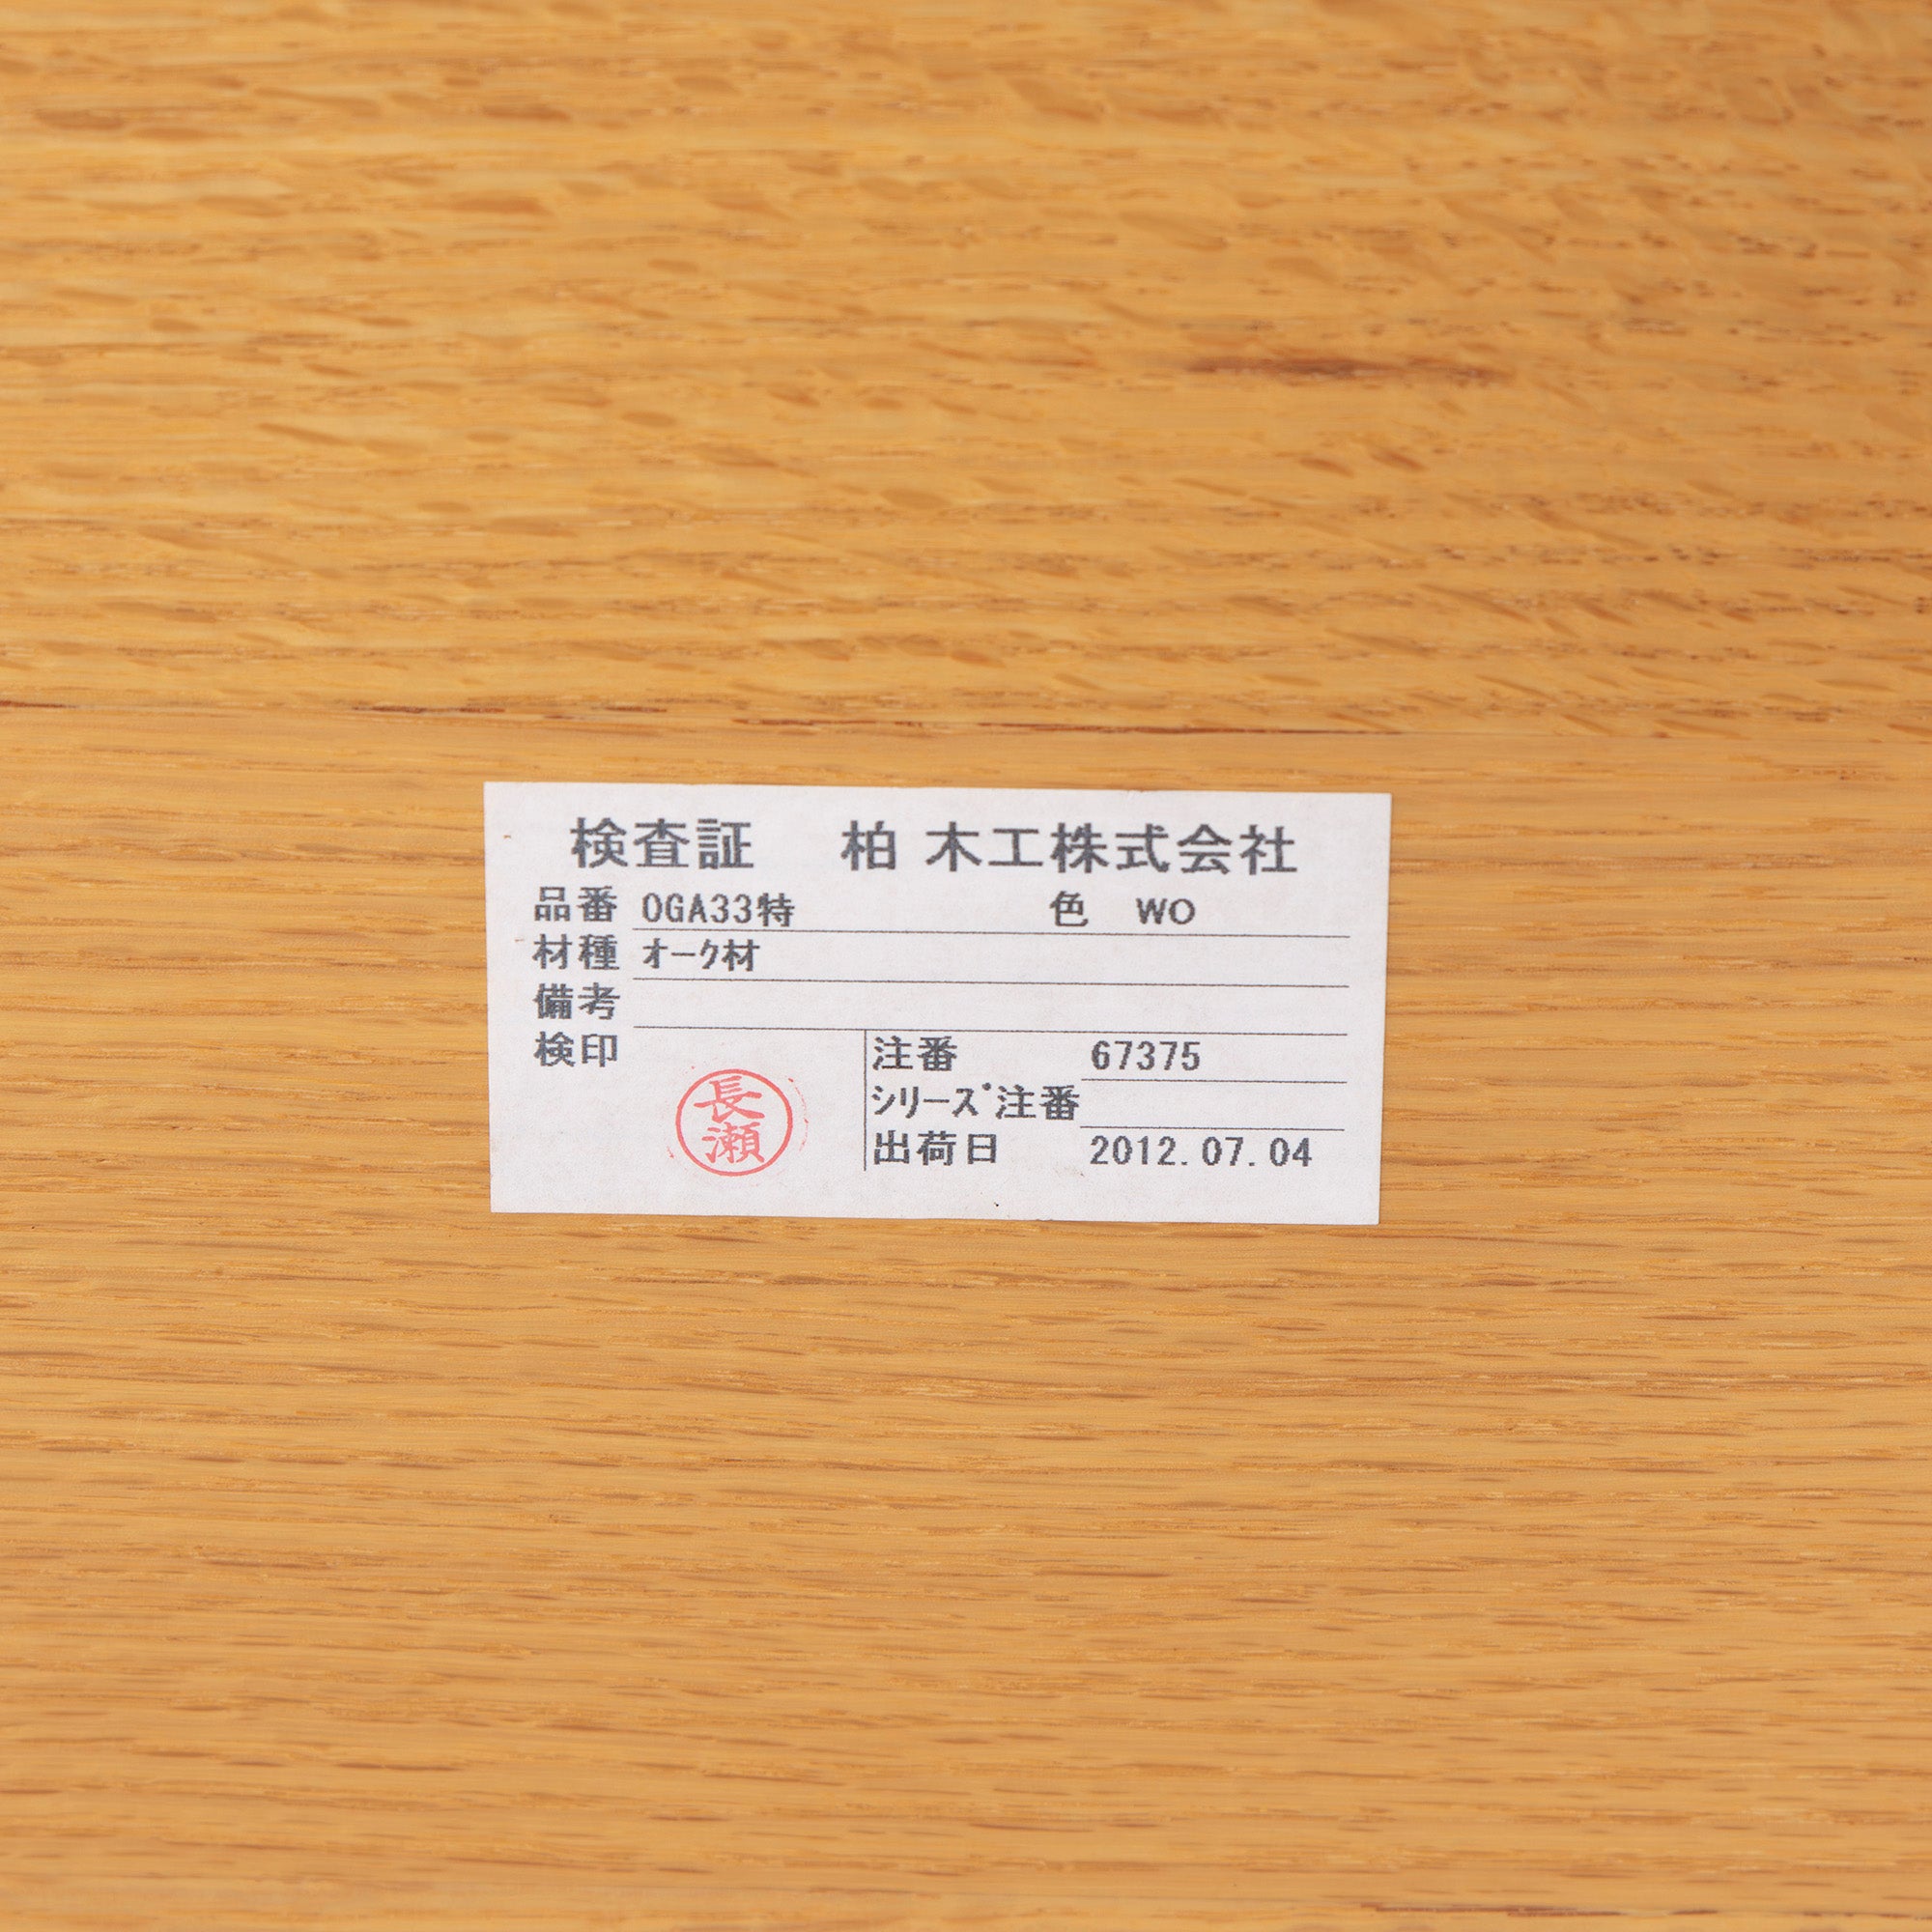 検査証　柏 木工株式会社
品番 OGA33特　色 WO
材種 ｵｰｸ材
備考
検印　注番 67375
長瀬　ｼﾘｰｽﾞ注番
出荷日 2012.07.04